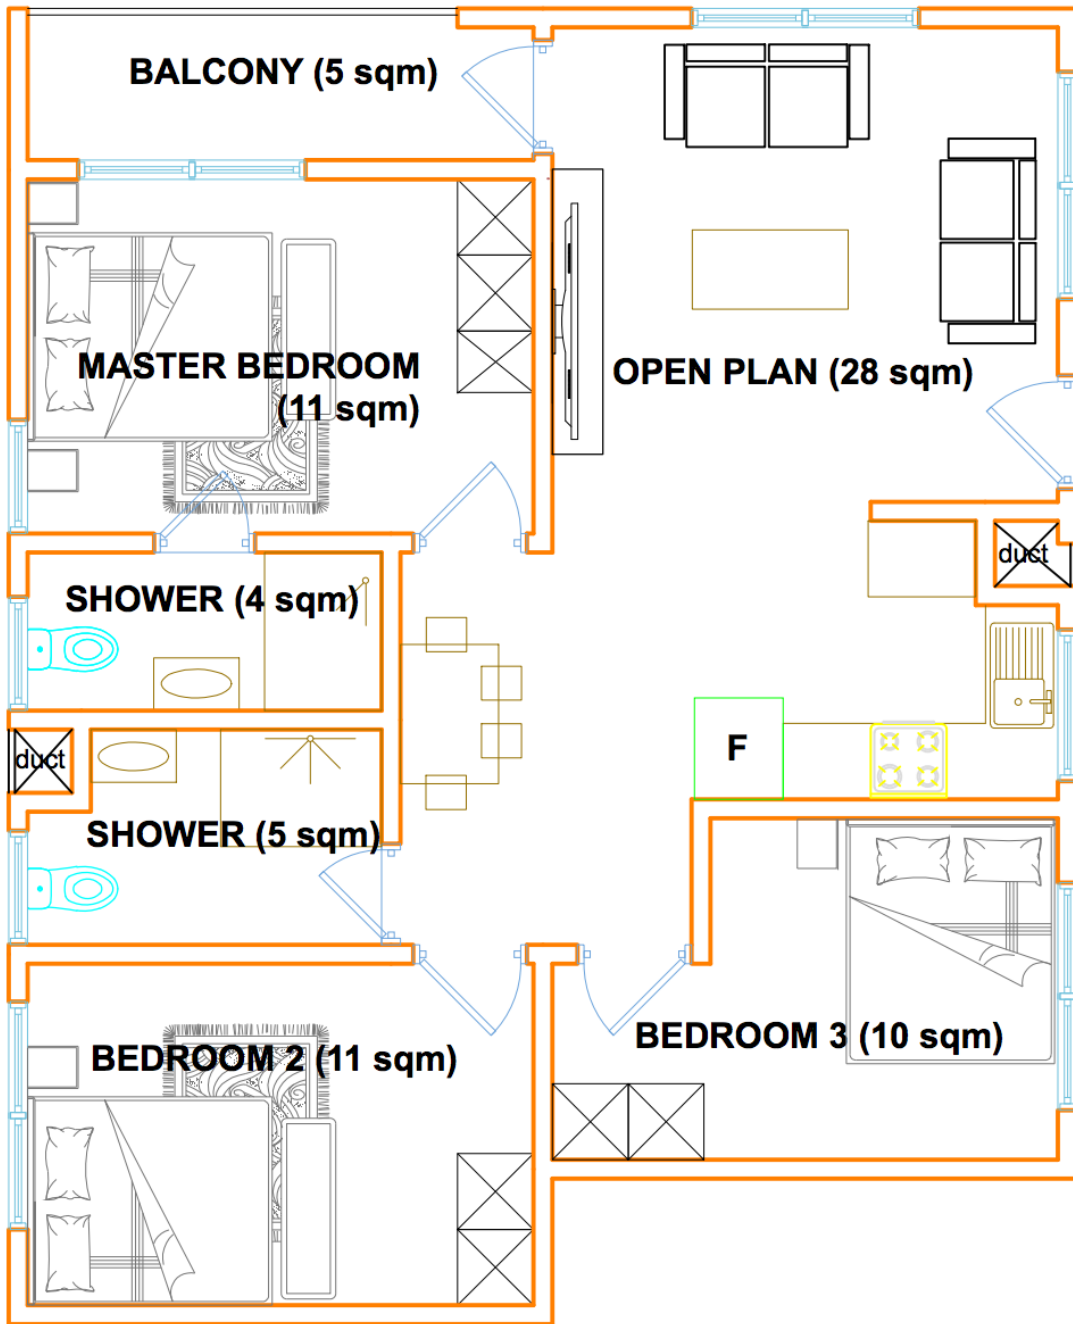 BALCONY (5 sqm)
MASTER BEDROOM
(11 sqm)
OPEN PLAN (28 sqm)
duct
SHOWER (4 sqm)
F
duct
SHOWER (5 sqm)
BEDROOM 3 (10 sqm)
BEDROOM 2 (11 sqm)